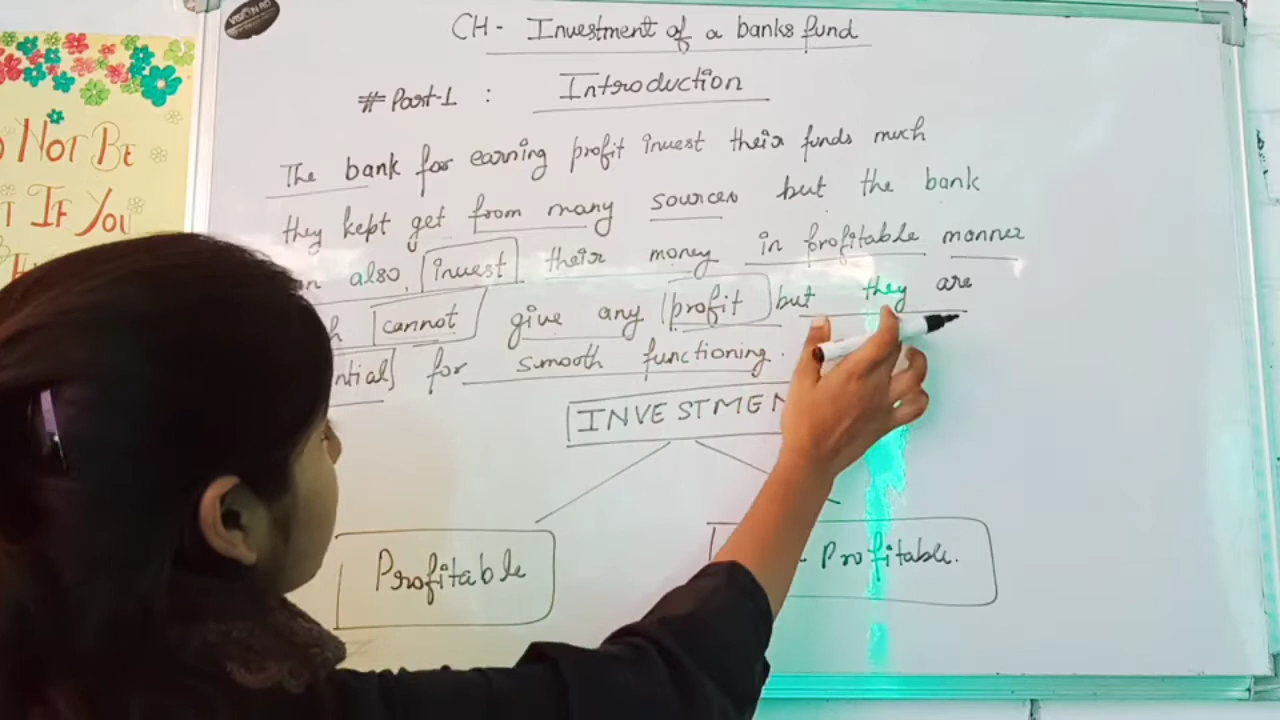 CH - Investment of a banks fund
# Part-1 : Introduction
The bank for earning profit invest their funds much
they kept get from many sources but the bank
also invest their money in profitable manner
cannot give any profit but they are
for smooth functioning.
INVESTMEN
Profitable
- Profitable.
NOT BE
IF YOU